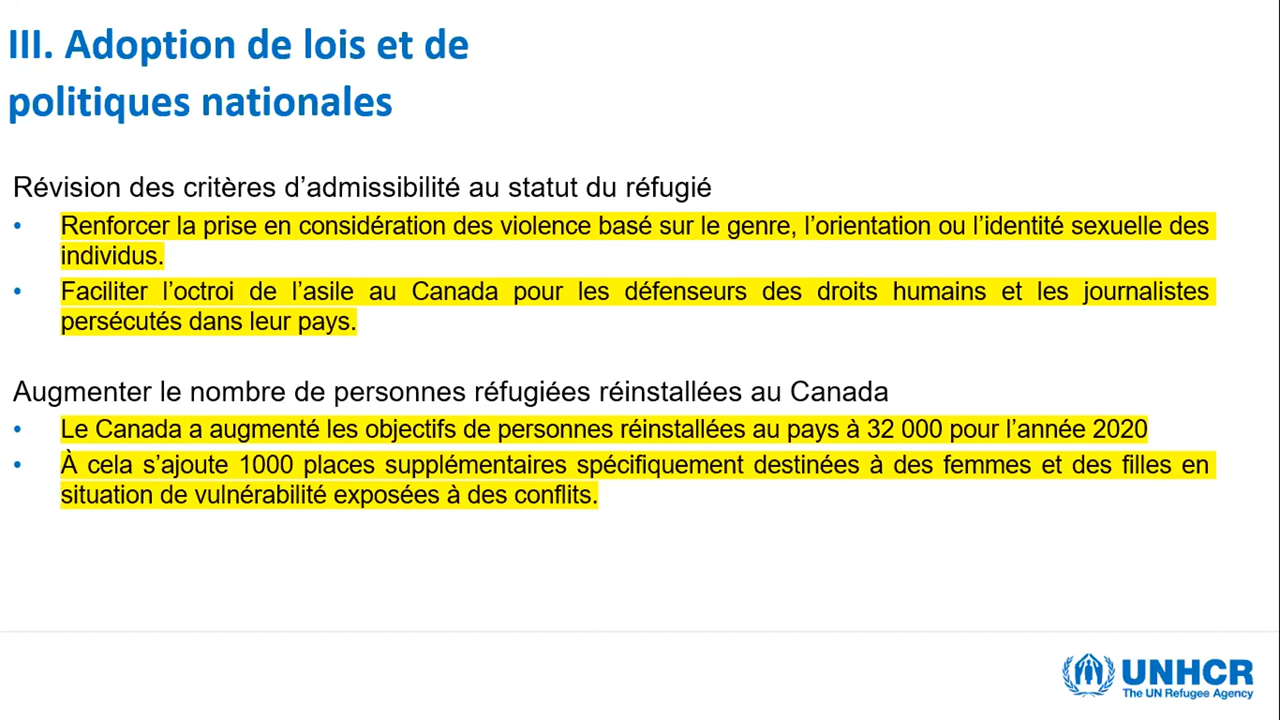 III. Adoption de lois et de
politiques nationales
Révision des critères d’admissibilité au statut du réfugié
• Renforcer la prise en considération des violence basé sur le genre, l’orientation ou l’identité sexuelle des
individus.
• Faciliter l’octroi de l’asile au Canada pour les défenseurs des droits humains et les journalistes
persécutés dans leur pays.
Augmenter le nombre de personnes réfugiées réinstallées au Canada
• Le Canada a augmenté les objectifs de personnes réinstallées au pays à 32 000 pour l’année 2020
• À cela s’ajoute 1000 places supplémentaires spécifiquement destinées à des femmes et des filles en
situation de vulnérabilité exposées à des conflits.
UNHCR
The UN Refugee Agency